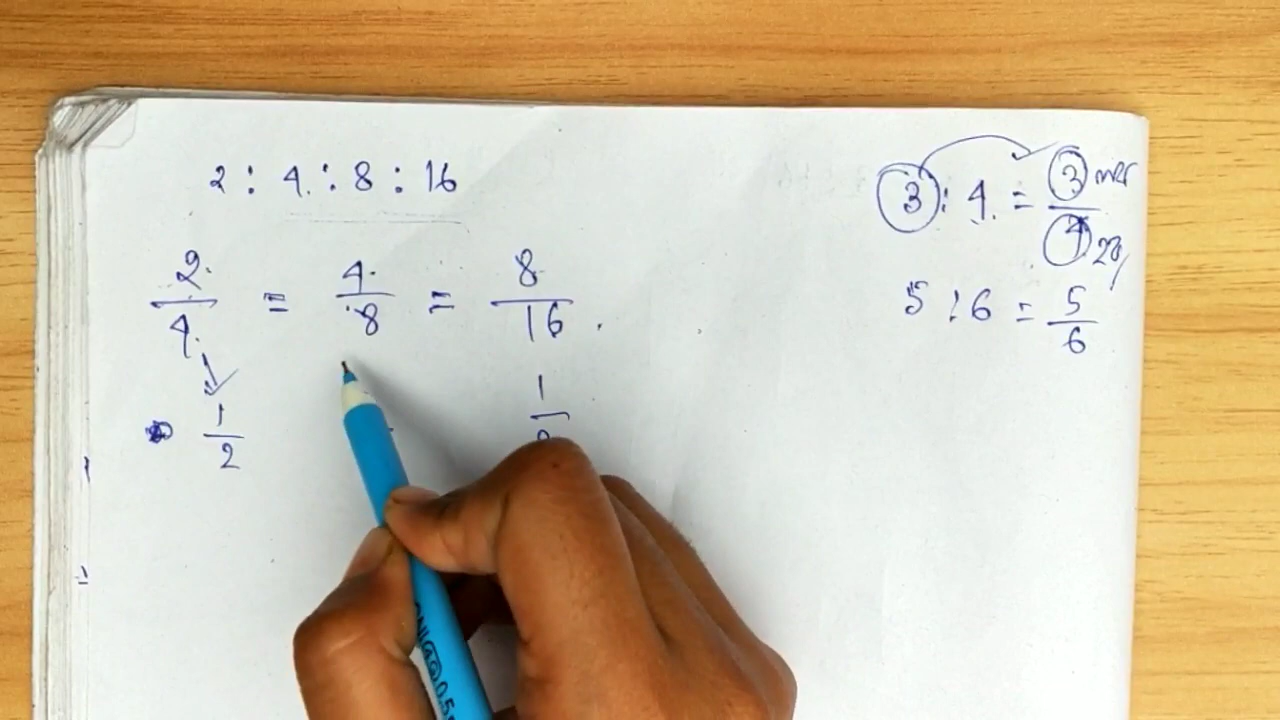 2 : 4 : 8 : 16
3 : 4 = 3/4
2/4 = 4/8 = 8/16
5 : 6 = 5/6
1/2
1